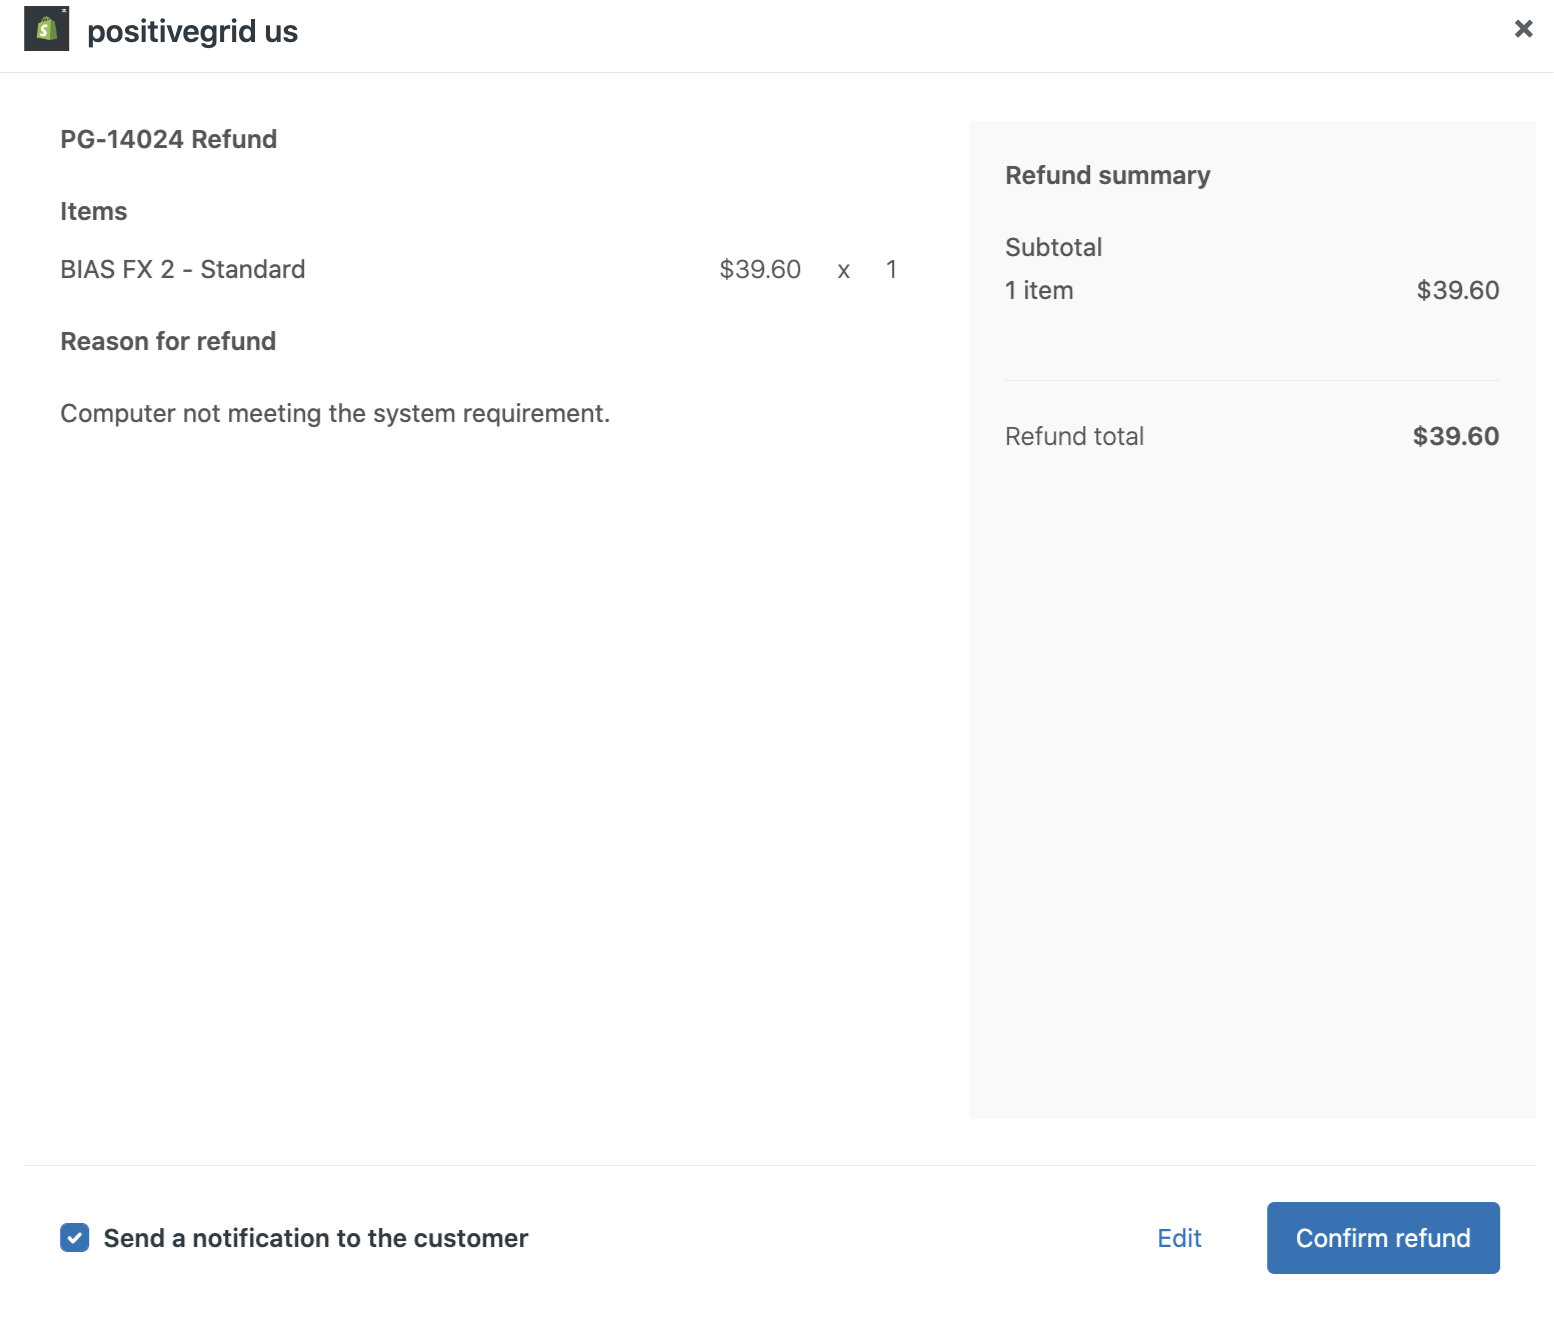 positivegrid us
PG-14024 Refund
Items
BIAS FX 2 - Standard $39.60 x 1
Reason for refund
Computer not meeting the system requirement.
Refund summary
Subtotal
1 item $39.60
Refund total $39.60
Send a notification to the customer
Edit
Confirm refund